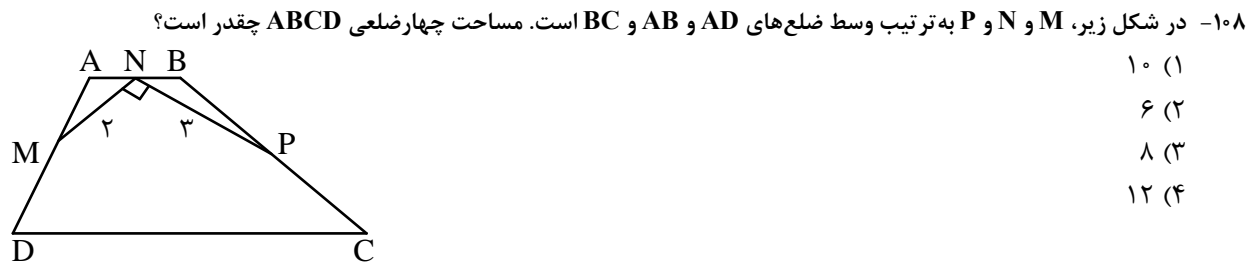 ۱۰۸- در شکل زیر، M و N و P به‌ترتیب وسط ضلع‌های AD و AB و BC است. مساحت چهارضلعی ABCD چقدر است؟
۱) ۱۰
۲) ۶
۳) ۸
۴) ۱۲
A N B
۲ ۳
M P
D C